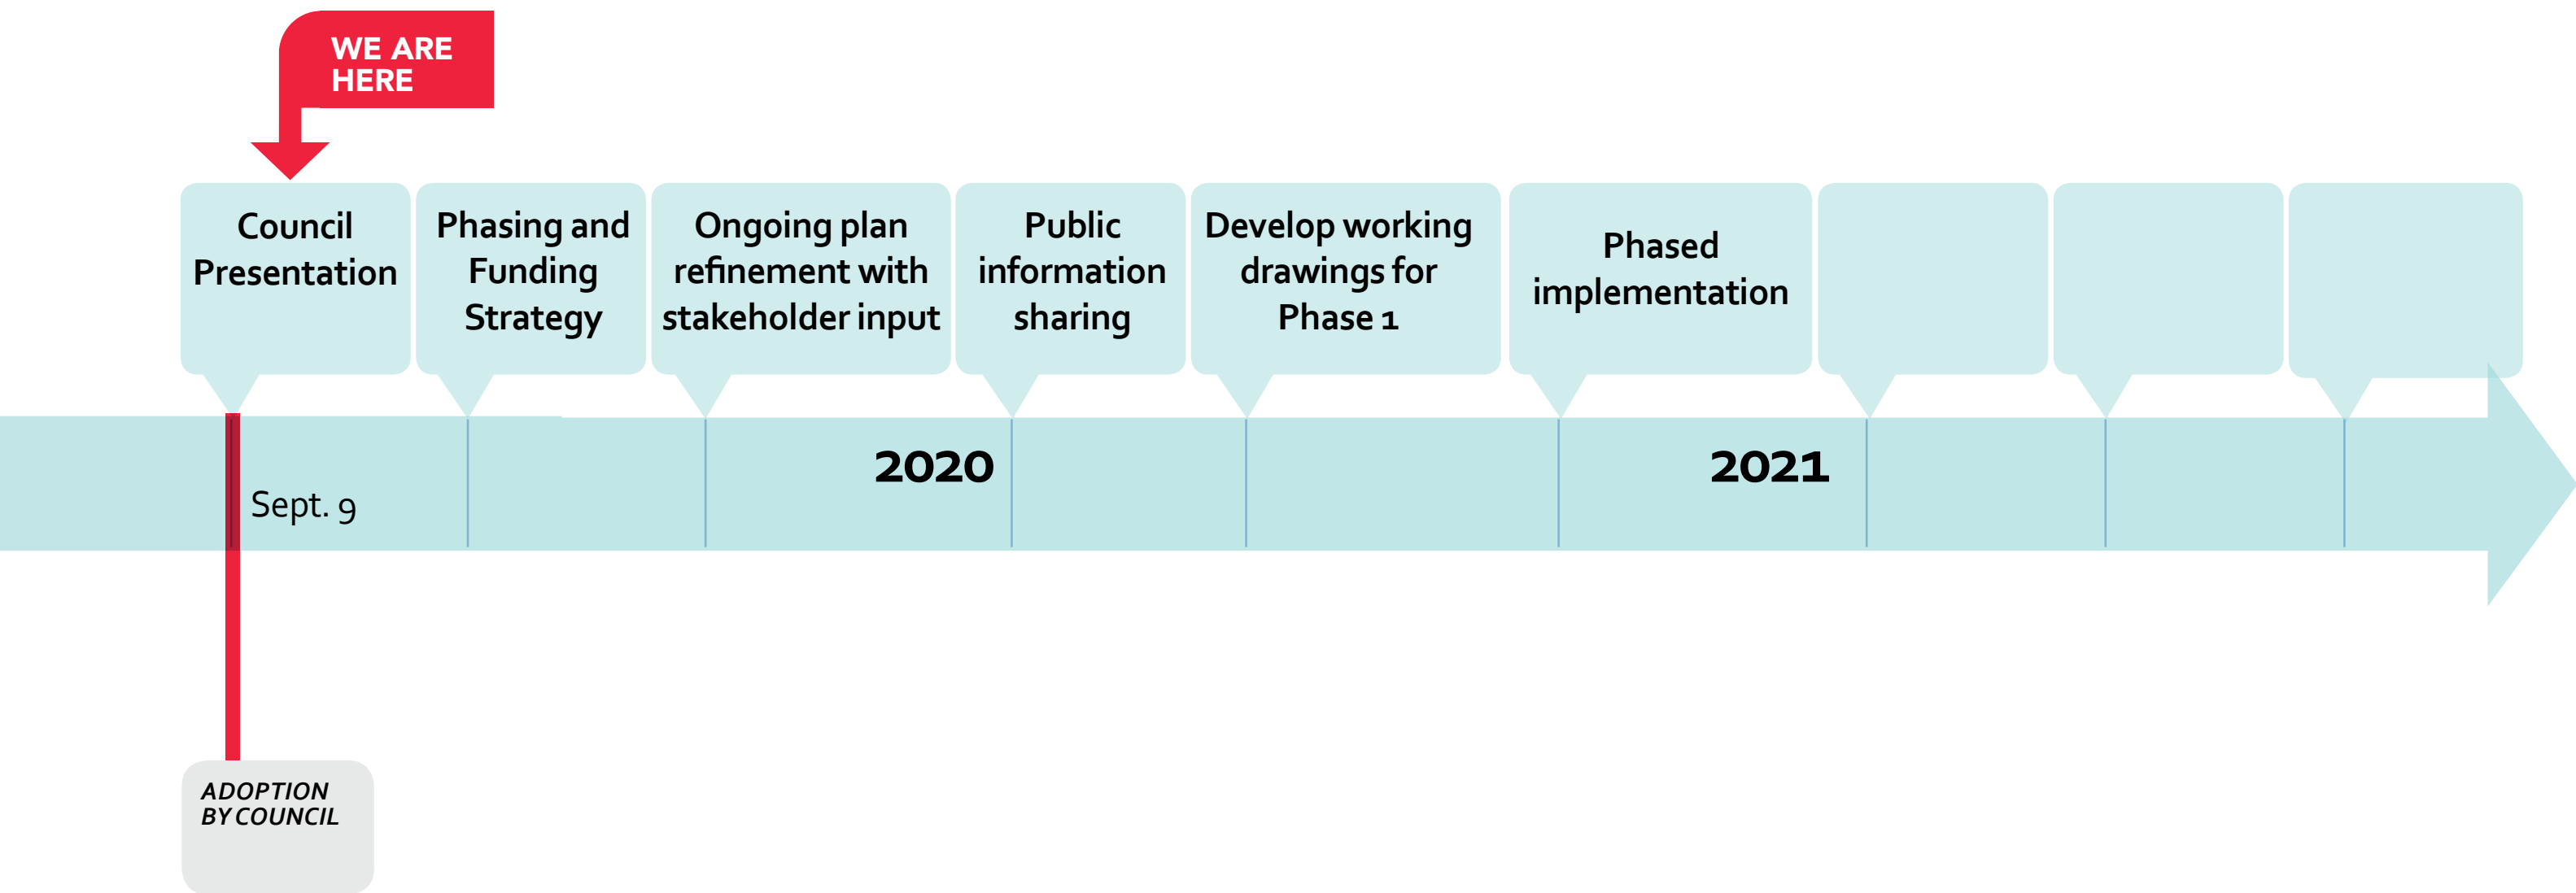 WE ARE
HERE
Council
Presentation
Phasing and
Funding
Strategy
Ongoing plan
refinement with
stakeholder input
Public
information
sharing
Develop working
drawings for
Phase 1
Phased
implementation
2020
2021
Sept. 9
ADOPTION
BY COUNCIL